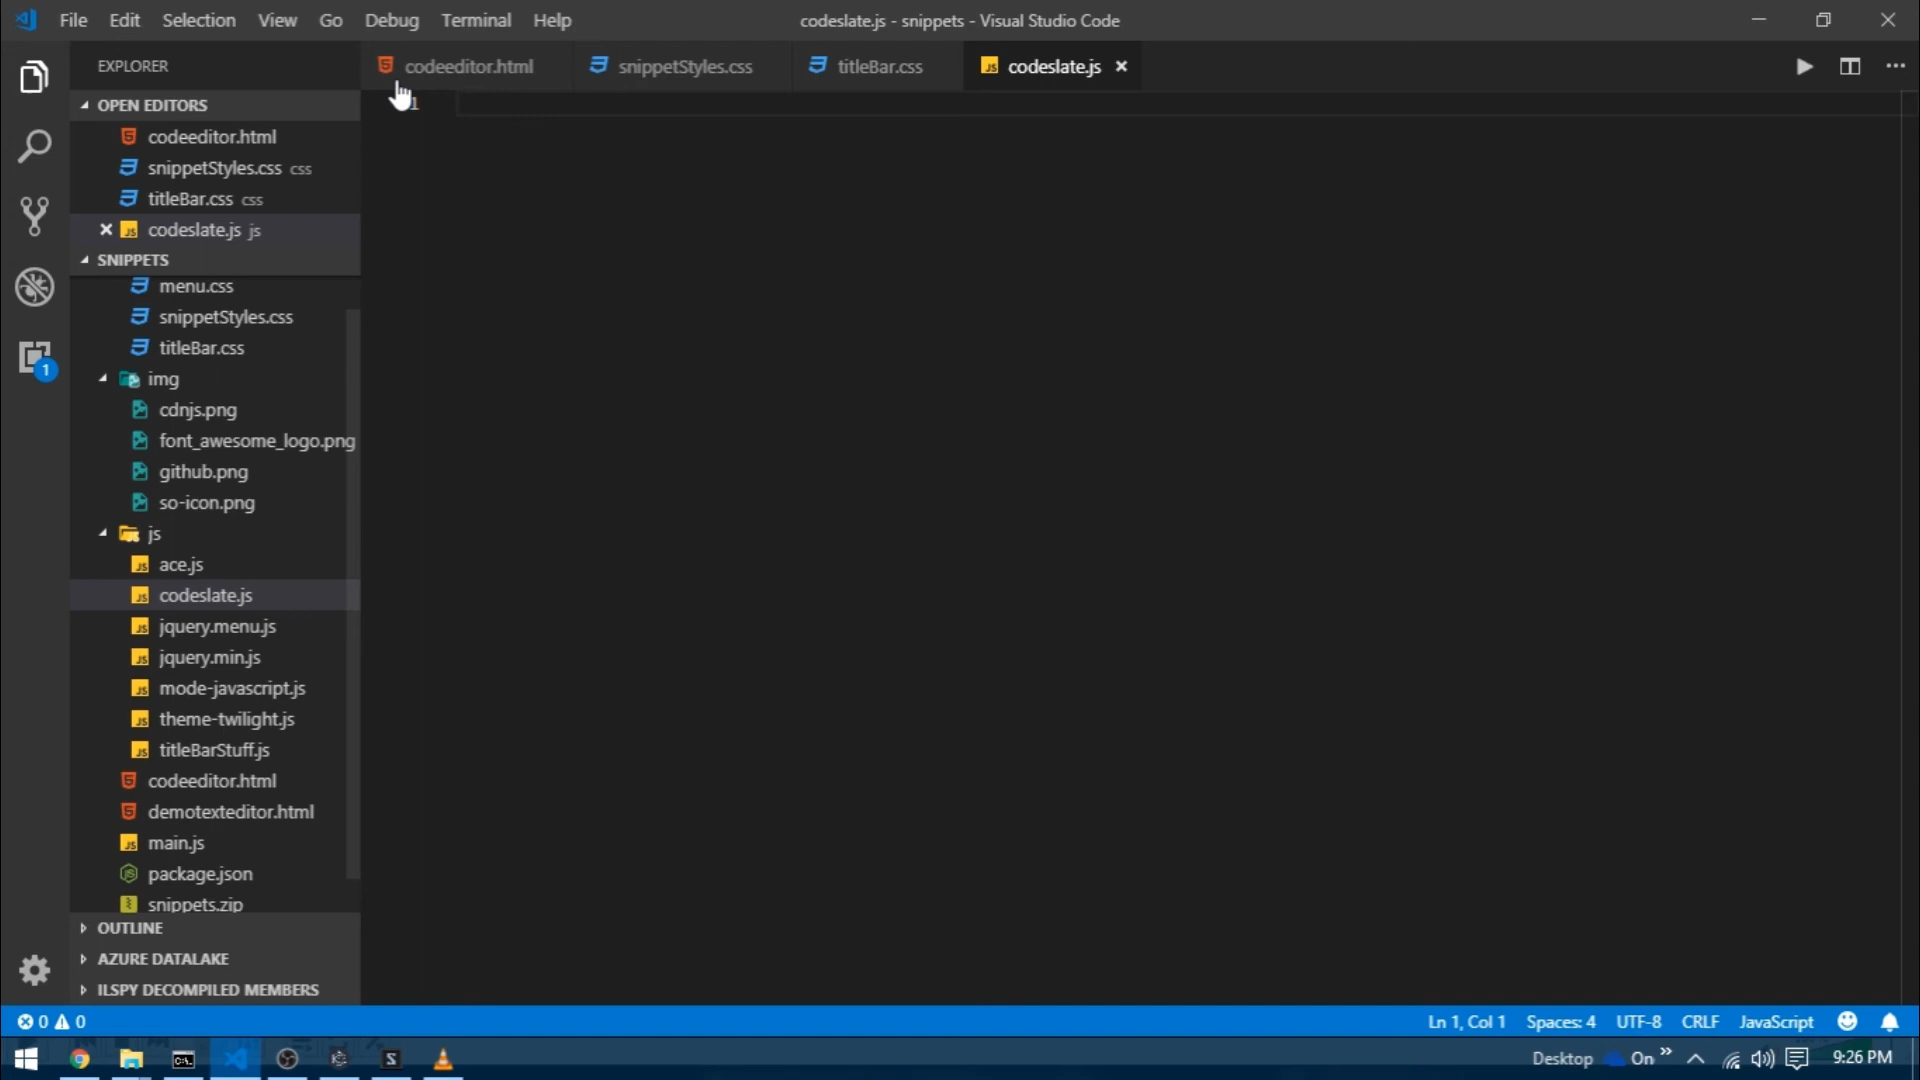 File Edit Selection View Go Debug Terminal Help
codeslate.js - snippets - Visual Studio Code
EXPLORER
codeeditor.html
snippetStyles.css
titleBar.css
codeslate.js
OPEN EDITORS
1
codeeditor.html
snippetStyles.css css
titleBar.css css
codeslate.js js
SNIPPETS
menu.css
snippetStyles.css
titleBar.css
img
cdnjs.png
font_awesome_logo.png
github.png
so-icon.png
js
ace.js
codeslate.js
jquery.menu.js
jquery.min.js
mode-javascript.js
theme-twilight.js
titleBarStuff.js
codeeditor.html
demotexteditor.html
main.js
package.json
snippets.zip
OUTLINE
AZURE DATALAKE
ILSPY DECOMPILED MEMBERS
1
0 0
Ln 1, Col 1 Spaces: 4 UTF-8 CRLF JavaScript
Desktop On 9:26 PM